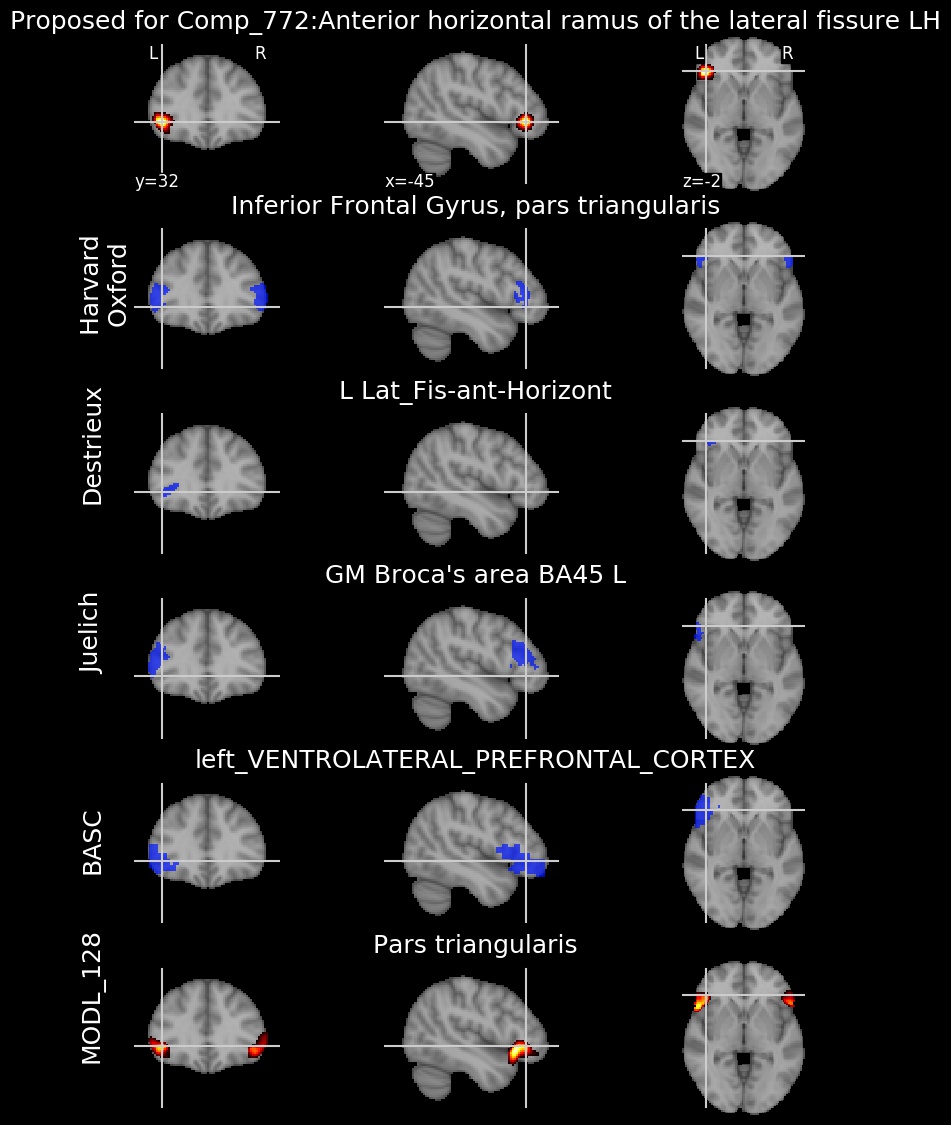 Proposed for Comp_772:Anterior horizontal ramus of the lateral fissure LH
L R L R
y=32 x=-45 z=-2
Inferior Frontal Gyrus, pars triangularis
Harvard
Oxford
L Lat_Fis-ant-Horizont
Destrieux
GM Broca's area BA45 L
Juelich
left_VENTROLATERAL_PREFRONTAL_CORTEX
BASC
Pars triangularis
MODL_128